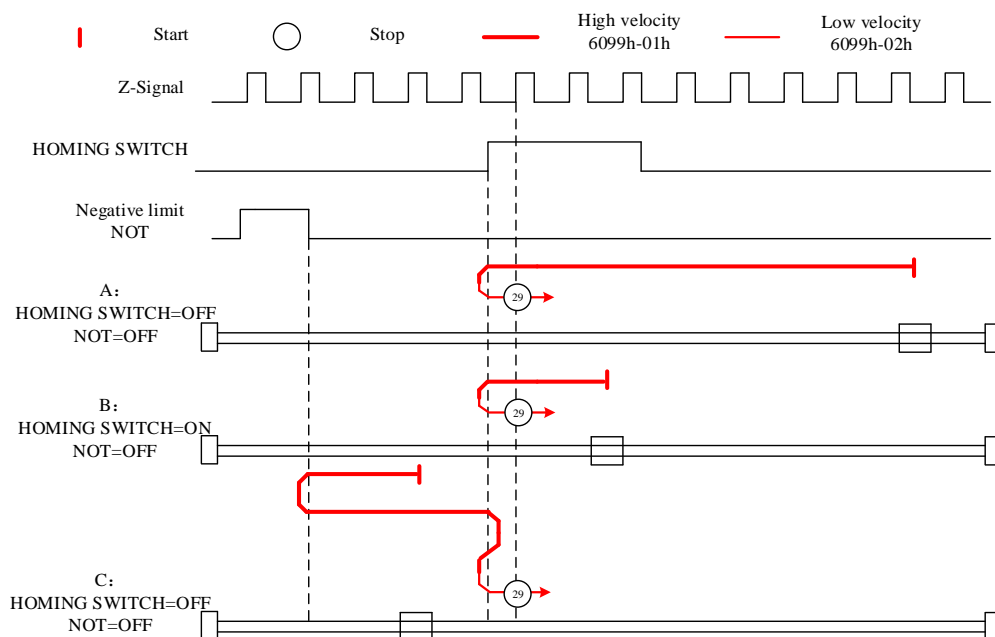 Start
Stop
High velocity
6099h-01h
Low velocity
6099h-02h
Z-Signal
HOMING SWITCH
Negative limit
NOT
A：
HOMING SWITCH=OFF
NOT=OFF
29
B：
HOMING SWITCH=ON
NOT=OFF
29
C：
HOMING SWITCH=OFF
NOT=OFF
29